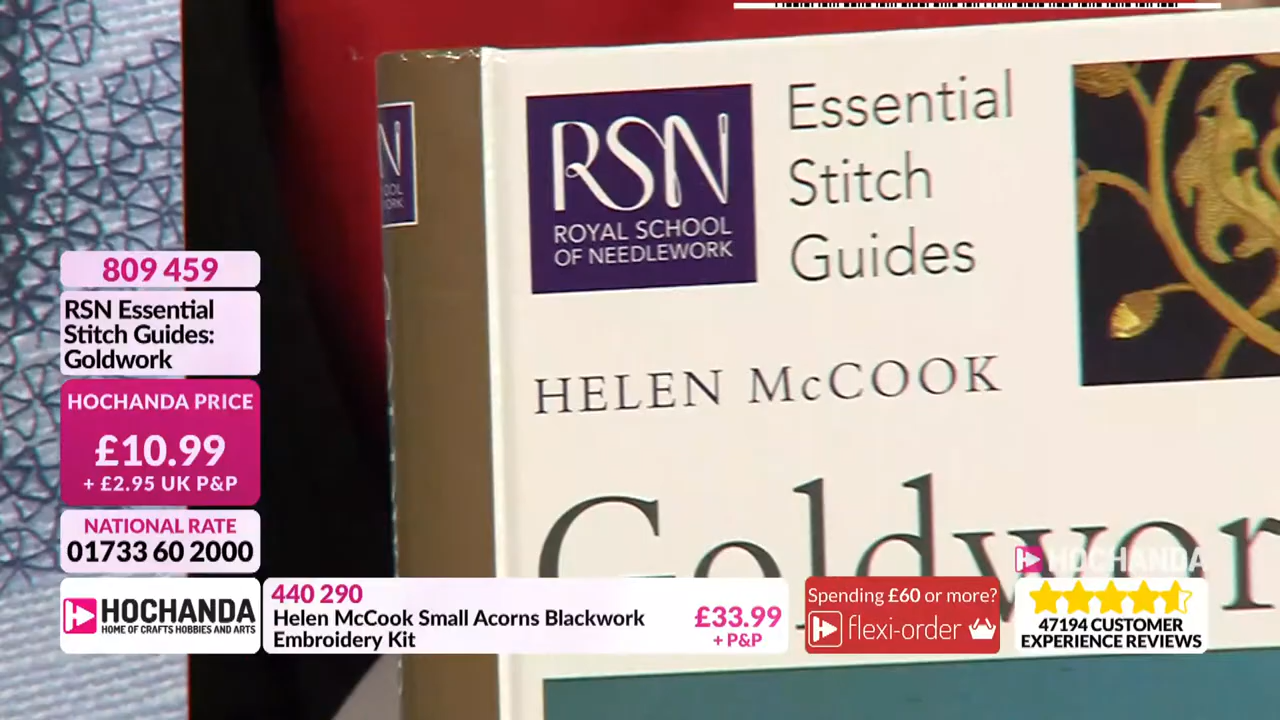 RSN
ROYAL SCHOOL
OF NEEDLEWORK
Essential
Stitch
Guides
HELEN McCOOK
N
809 459
RSN Essential
Stitch Guides:
Goldwork
HOCHANDA PRICE
£10.99
+ £2.95 UK P&P
NATIONAL RATE
01733 60 2000
HOCHANDA
HOME OF CRAFTS HOBBIES AND ARTS
440 290
Helen McCook Small Acorns Blackwork
Embroidery Kit
£33.99
+ P&P
Spending £60 or more?
flexi-order
HOCHANDA
47194 CUSTOMER
EXPERIENCE REVIEWS